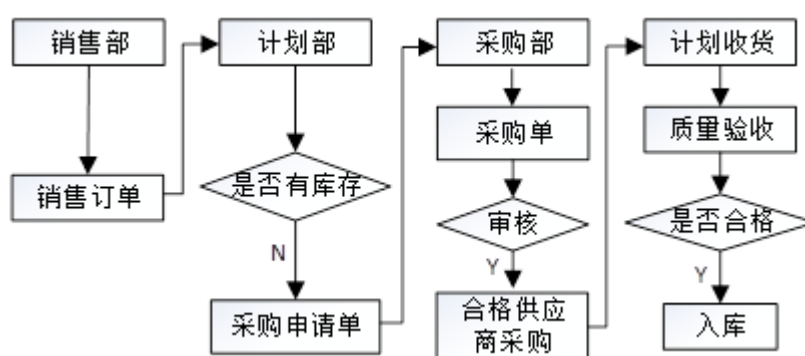 销售部
销售订单
计划部
是否有库存
N
采购申请单
采购部
采购单
审核
Y
合格供应
商采购
计划收货
质量验收
是否合格
Y
入库